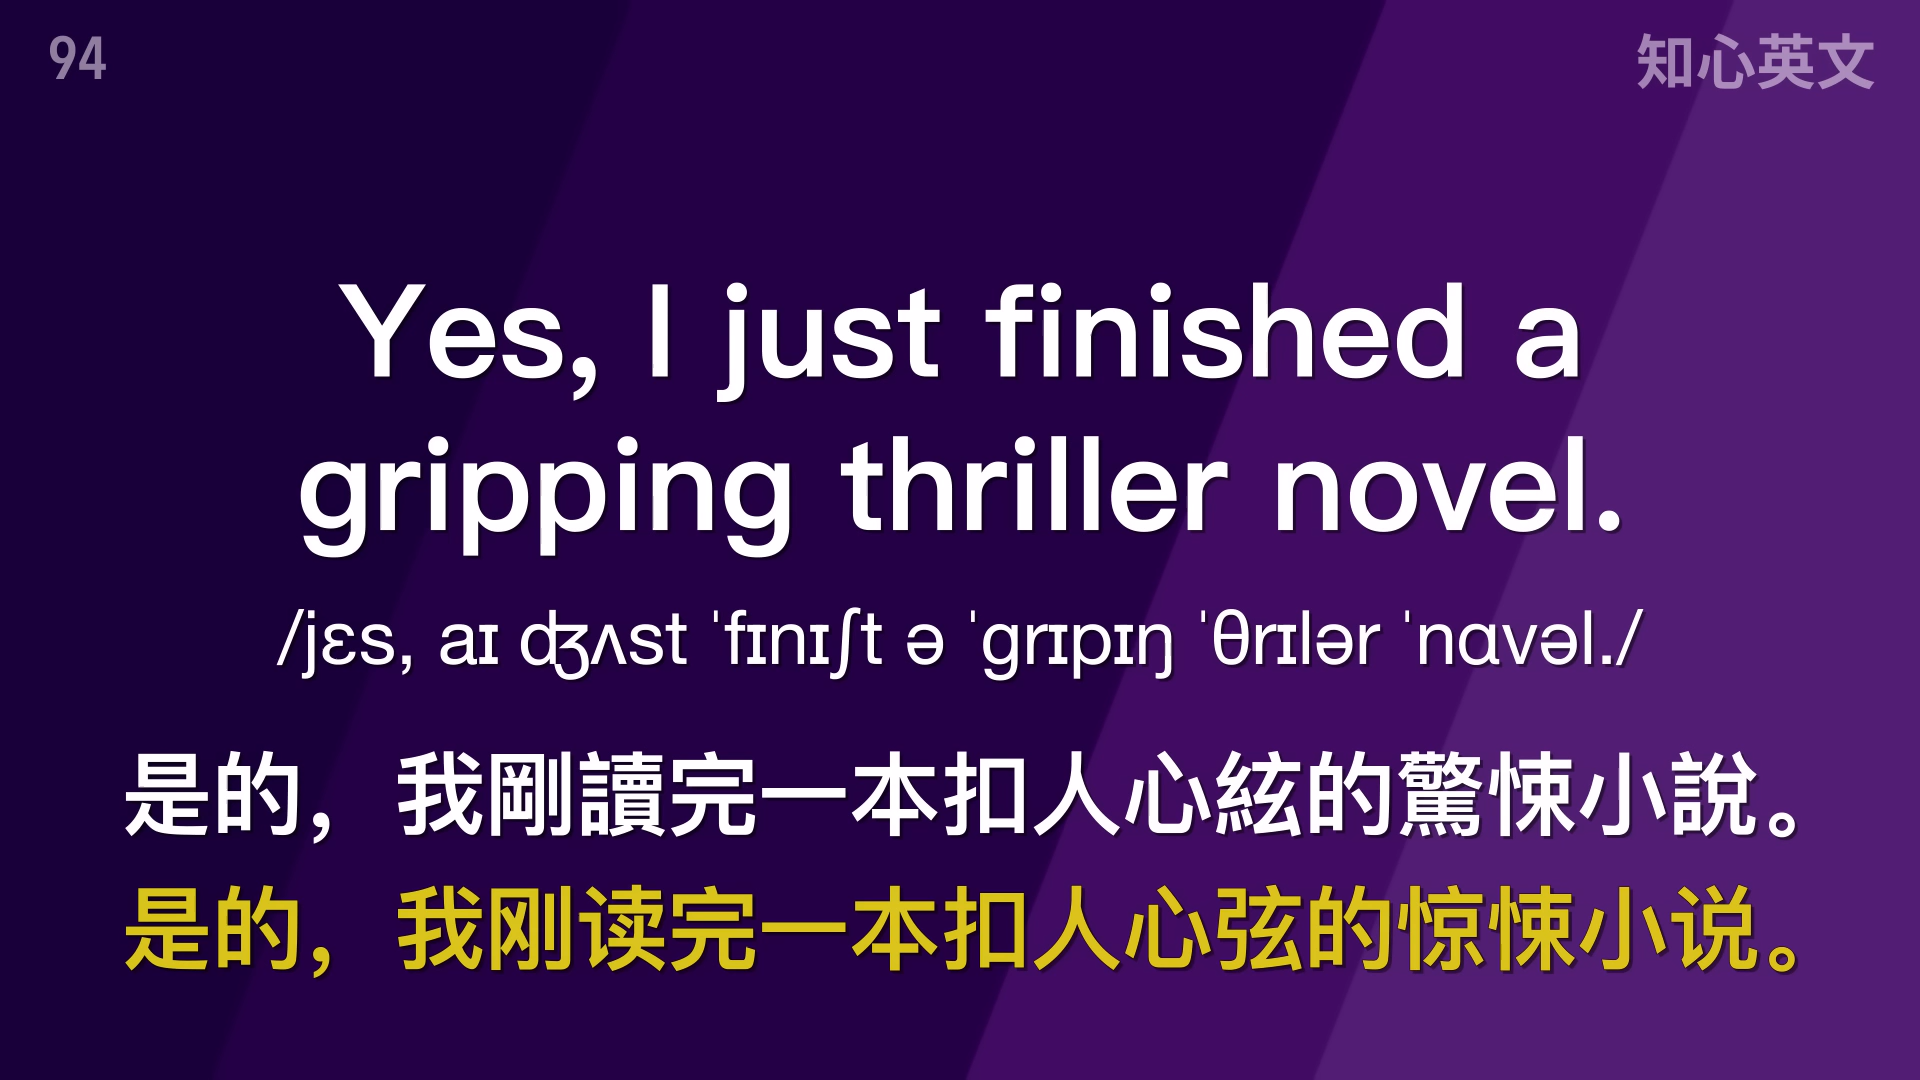 94
知心英文
Yes, I just finished a
gripping thriller novel.
/jɛs, aɪ ʤʌst ˈfɪnɪʃt ə ˈgrɪpɪŋ ˈθrɪlər ˈnɑvəl./
是的，我剛讀完一本扣人心絃的驚悚小說。
是的，我刚读完一本扣人心弦的惊悚小说。